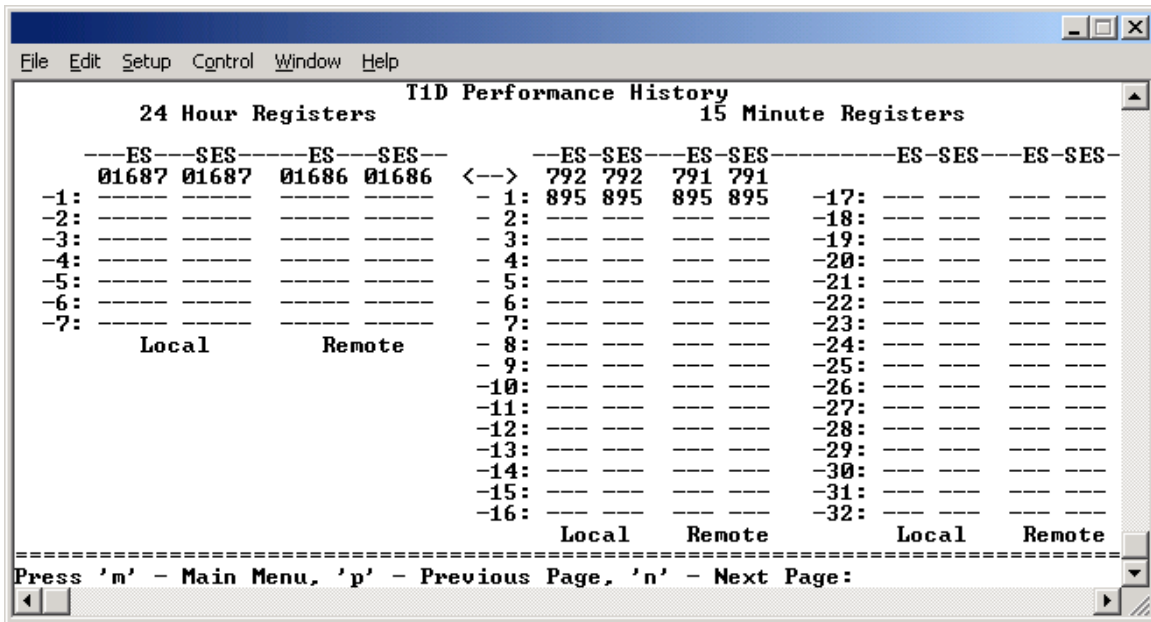 File Edit Setup Control Window Help
T1D Performance History
24 Hour Registers 15 Minute Registers
---ES---SES------ES---SES-- --ES-SES---ES-SES----------ES-SES---ES-SES-
01687 01687 01686 01686 <--> 792 792 791 791
-1: ----- ----- ----- ----- - 1: 895 895 895 895 -17: --- --- --- ---
-2: ----- ----- ----- ----- - 2: --- --- --- --- -18: --- --- --- ---
-3: ----- ----- ----- ----- - 3: --- --- --- --- -19: --- --- --- ---
-4: ----- ----- ----- ----- - 4: --- --- --- --- -20: --- --- --- ---
-5: ----- ----- ----- ----- - 5: --- --- --- --- -21: --- --- --- ---
-6: ----- ----- ----- ----- - 6: --- --- --- --- -22: --- --- --- ---
-7: ----- ----- ----- ----- - 7: --- --- --- --- -23: --- --- --- ---
Local Remote - 8: --- --- --- --- -24: --- --- --- ---
- 9: --- --- --- --- -25: --- --- --- ---
-10: --- --- --- --- -26: --- --- --- ---
-11: --- --- --- --- -27: --- --- --- ---
-12: --- --- --- --- -28: --- --- --- ---
-13: --- --- --- --- -29: --- --- --- ---
-14: --- --- --- --- -30: --- --- --- ---
-15: --- --- --- --- -31: --- --- --- ---
-16: --- --- --- --- -32: --- --- --- ---
Local Remote Local Remote
===============================================================================
Press 'm' - Main Menu, 'p' - Previous Page, 'n' - Next Page: